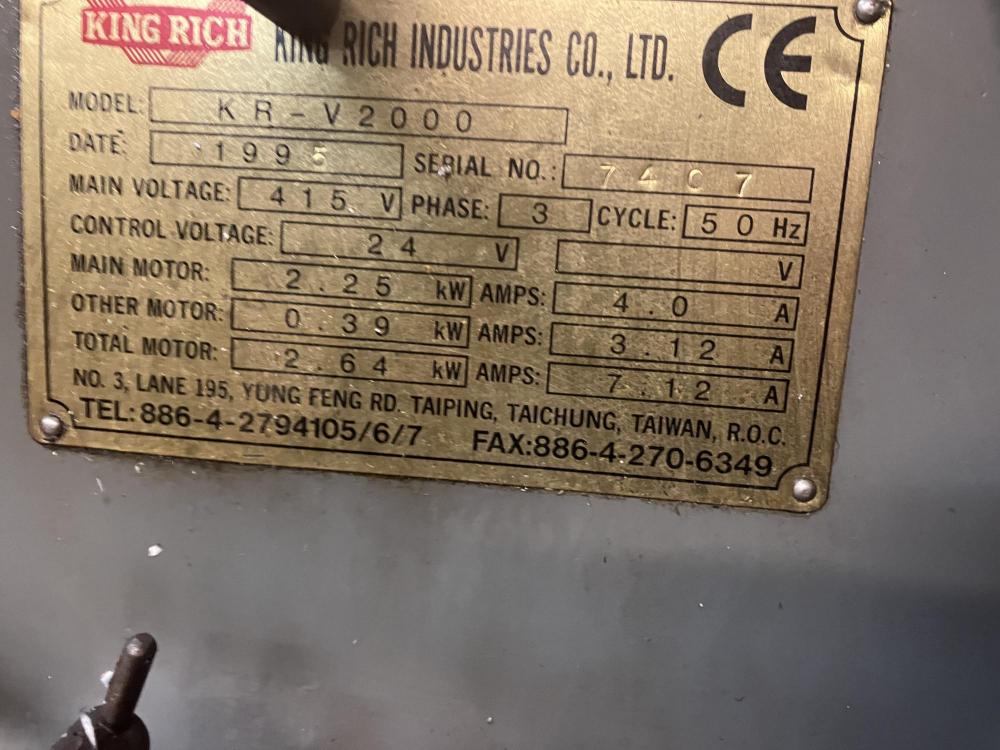 KING RICH KING RICH INDUSTRIES CO., LTD. CE
MODEL: KR-V2000
DATE: 1995 SERIAL NO.: 7407
MAIN VOLTAGE: 415 V PHASE: 3 CYCLE: 50 Hz
CONTROL VOLTAGE: 24 V V
MAIN MOTOR: 2.25 kW AMPS: 4.0 A
OTHER MOTOR: 0.39 kW AMPS: 3.12 A
TOTAL MOTOR: 2.64 kW AMPS: 7.12 A
NO. 3, LANE 195, YUNG FENG RD. TAIPING, TAICHUNG, TAIWAN, R.O.C.
TEL:886-4-2794105/6/7 FAX:886-4-270-6349